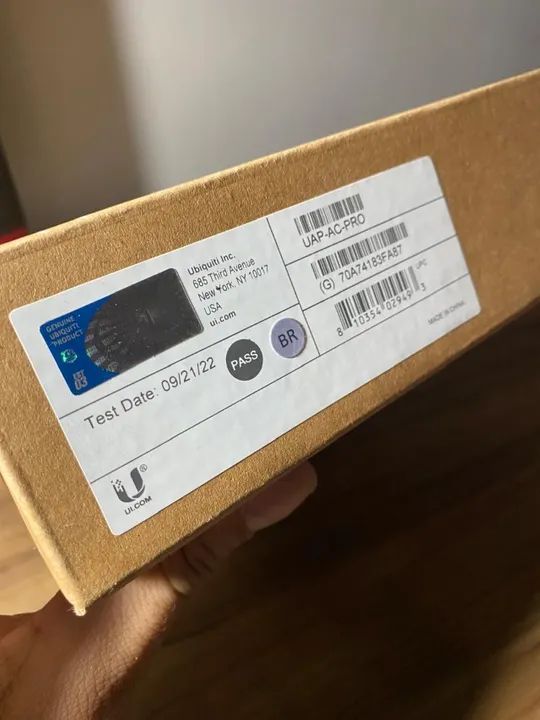 GENUINE
UBIQUITI
PRODUCT
03
Ubiquiti Inc.
685 Third Avenue
New York, NY 10017
USA
ui.com
Test Date: 09/21/22
PASS
BR
U®
UI.COM
UAP-AC-PRO
(G) 70A74183FA87
UPC
8 10354 02949 3
MADE IN CHINA